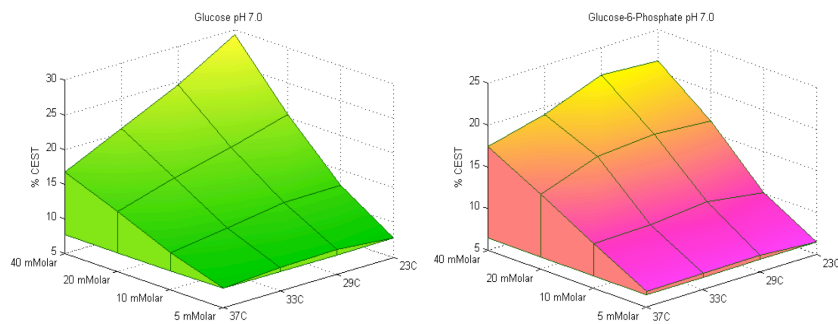 Glucose pH 7.0
30
25
20
15
10
5
% CEST
40 mMolar
20 mMolar
10 mMolar
5 mMolar
37C
33C
29C
23C
Glucose-6-Phosphate pH 7.0
25
20
15
10
5
% CEST
40 mMolar
20 mMolar
10 mMolar
5 mMolar
37C
33C
29C
23C